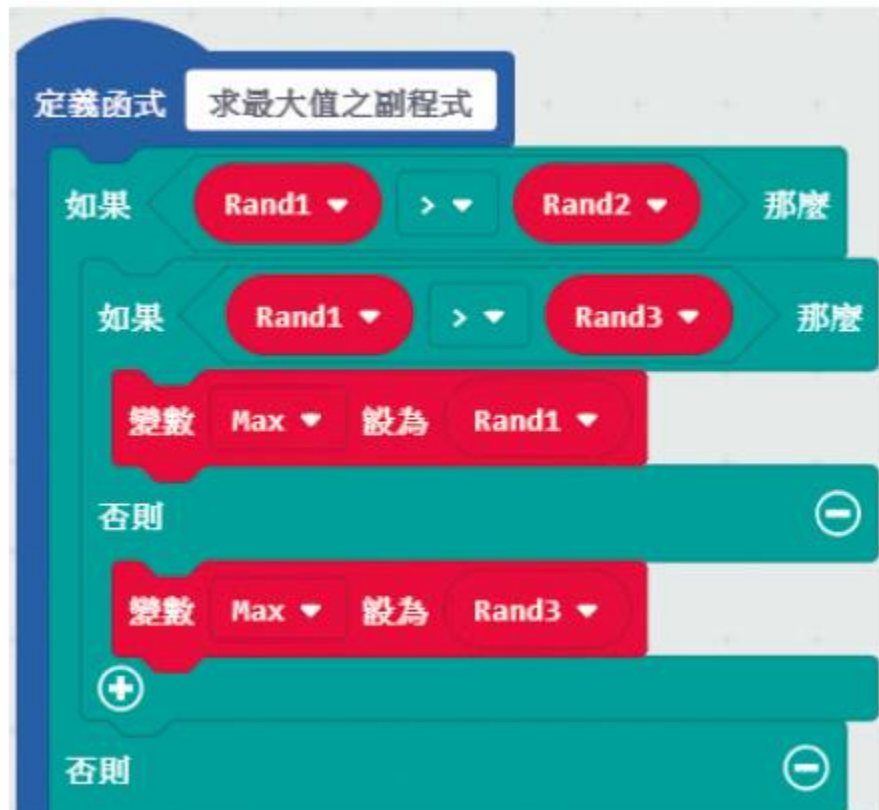 定義函式 求最大值之副程式
如果 Rand1 > Rand2 那麼
如果 Rand1 > Rand3 那麼
變數 Max 設為 Rand1
否則
變數 Max 設為 Rand3
否則